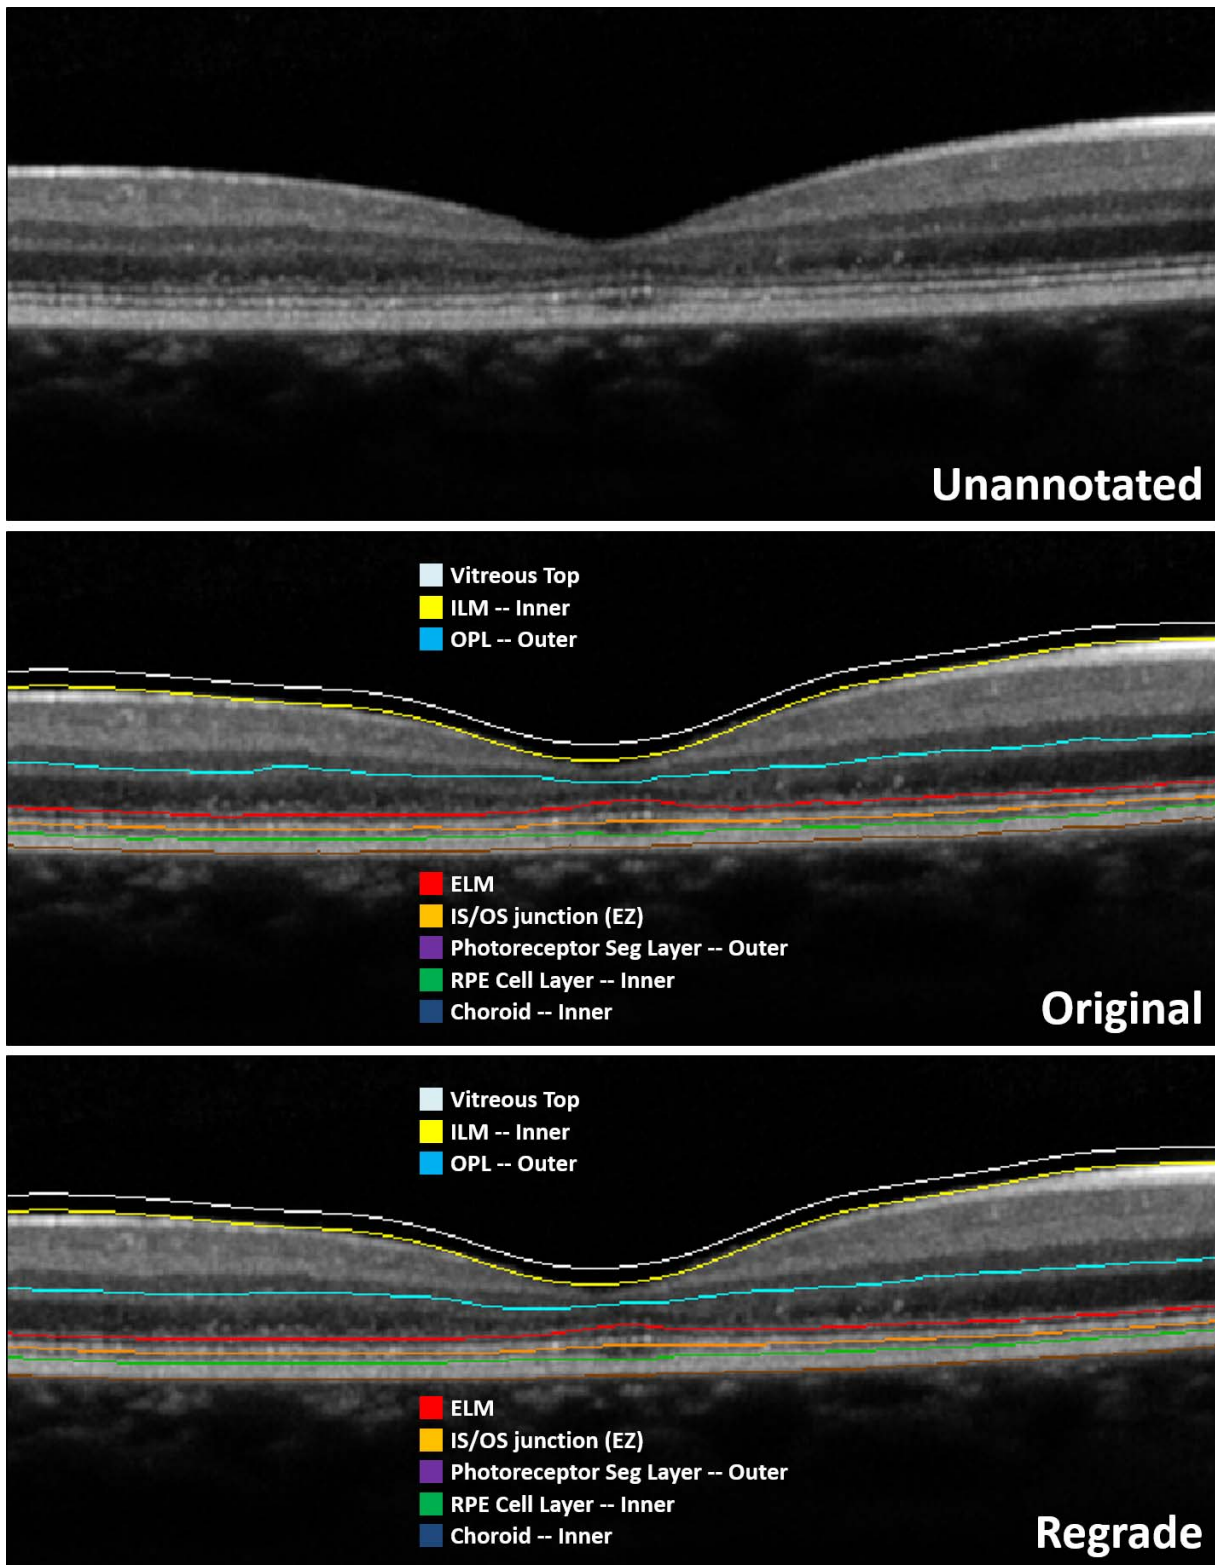 Unannotated
Vitreous Top
ILM -- Inner
OPL -- Outer
ELM
IS/OS junction (EZ)
Photoreceptor Seg Layer -- Outer
RPE Cell Layer -- Inner
Choroid -- Inner
Original
Vitreous Top
ILM -- Inner
OPL -- Outer
ELM
IS/OS junction (EZ)
Photoreceptor Seg Layer -- Outer
RPE Cell Layer -- Inner
Choroid -- Inner
Regrade